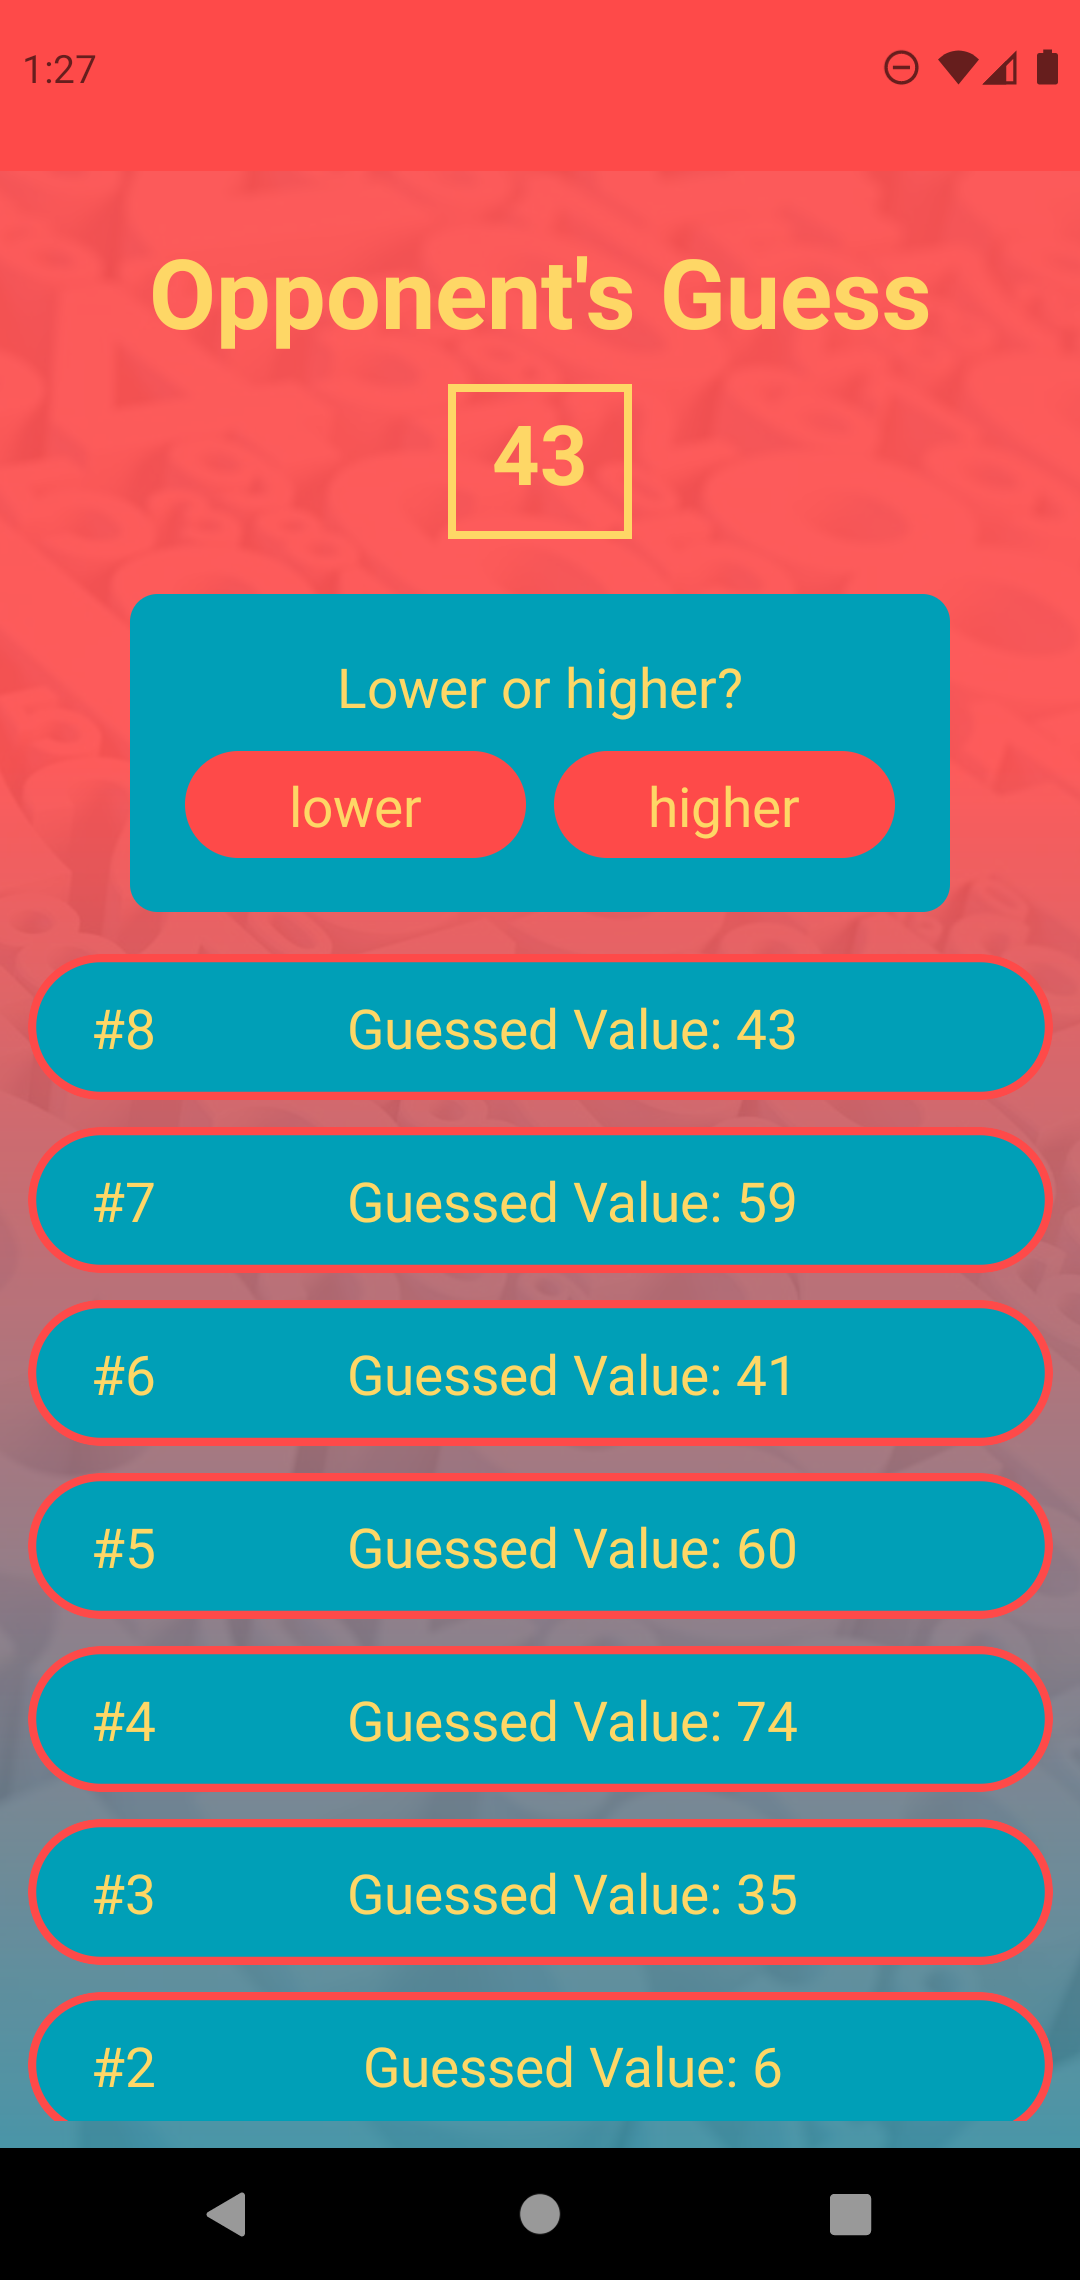 1:27
Opponent's Guess
43
Lower or higher?
lower higher
#8 Guessed Value: 43
#7 Guessed Value: 59
#6 Guessed Value: 41
#5 Guessed Value: 60
#4 Guessed Value: 74
#3 Guessed Value: 35
#2 Guessed Value: 6